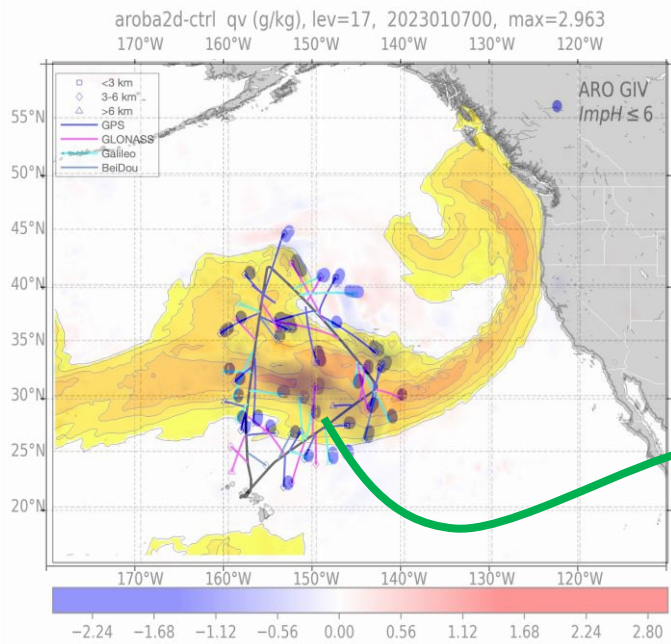 aroba2d-ctrl qv (g/kg), lev=17, 2023010700 max=2.963
170°W 160°W 150°W 140°W 130°W 120°W
<3 km
3-6 km
>6 km
GPS
GLONASS
Galileo
BeiDou
ARO GIV
ImpH ≤ 6
55°N
50°N
45°N
40°N
35°N
30°N
25°N
20°N
170°W 160°W 150°W 140°W 130°W 120°W
−2.24 −1.68 −1.12 −0.56 0.00 0.56 1.12 1.68 2.24 2.80